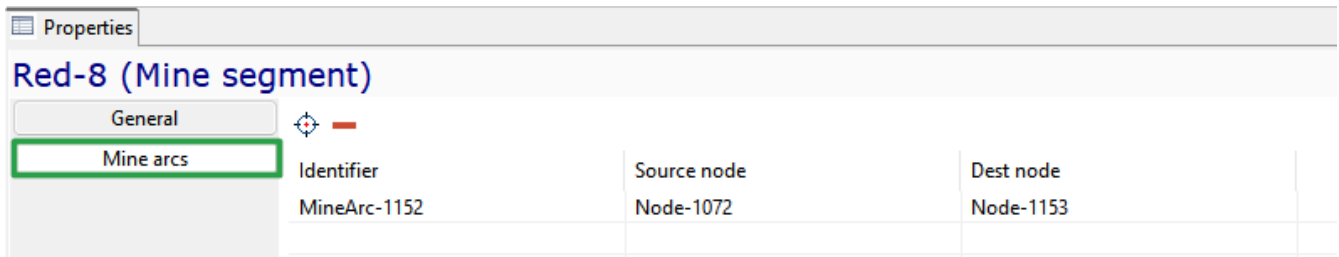 Properties
Red-8 (Mine segment)
General
Mine arcs
Identifier Source node Dest node
MineArc-1152 Node-1072 Node-1153